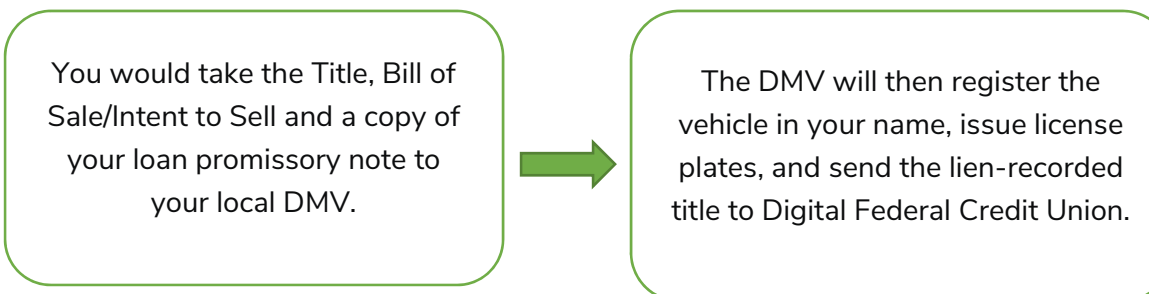 You would take the Title, Bill of
Sale/Intent to Sell and a copy of
your loan promissory note to
your local DMV.
The DMV will then register the
vehicle in your name, issue license
plates, and send the lien-recorded
title to Digital Federal Credit Union.